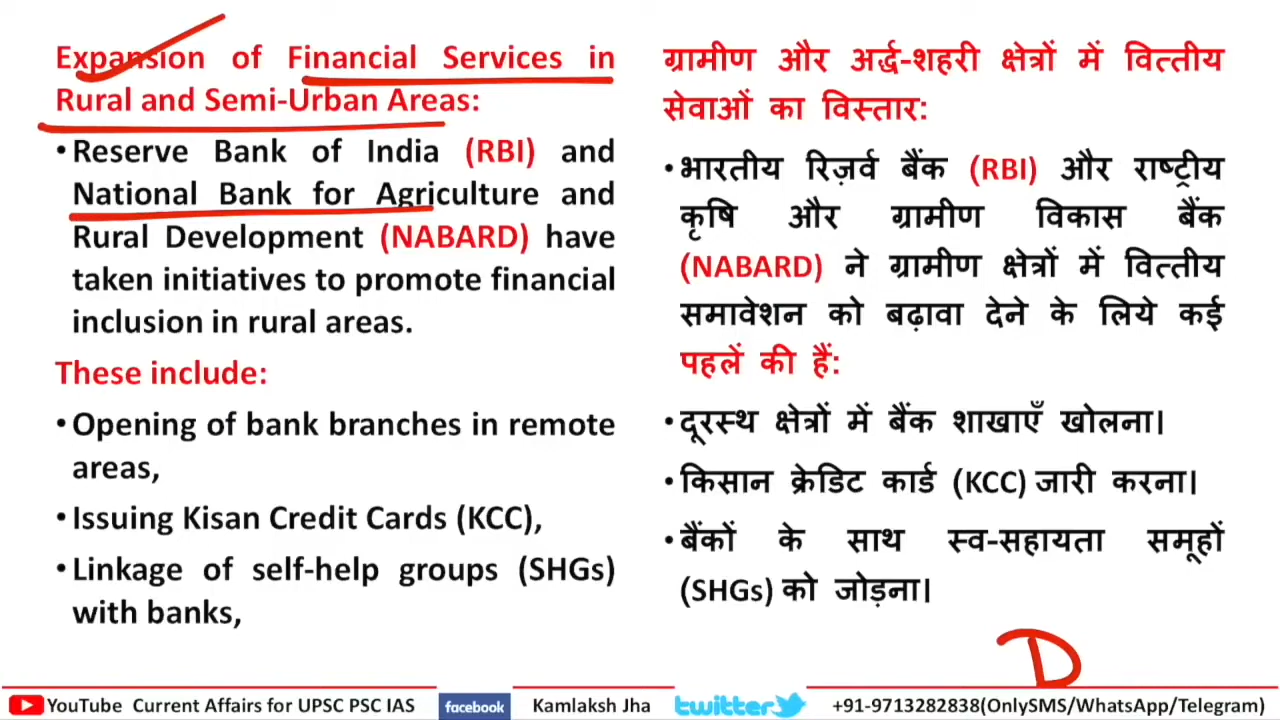 Expansion of Financial Services in
Rural and Semi-Urban Areas:
• Reserve Bank of India (RBI) and
National Bank for Agriculture and
Rural Development (NABARD) have
taken initiatives to promote financial
inclusion in rural areas.
These include:
• Opening of bank branches in remote
areas,
• Issuing Kisan Credit Cards (KCC),
• Linkage of self-help groups (SHGs)
with banks,
ग्रामीण और अर्द्ध-शहरी क्षेत्रों में वित्तीय
सेवाओं का विस्तार:
• भारतीय रिज़र्व बैंक (RBI) और राष्ट्रीय
कृषि और ग्रामीण विकास बैंक
(NABARD) ने ग्रामीण क्षेत्रों में वित्तीय
समावेशन को बढ़ावा देने के लिये कई
पहलें की हैं:
• दूरस्थ क्षेत्रों में बैंक शाखाएँ खोलना।
• किसान क्रेडिट कार्ड (KCC) जारी करना।
• बैंकों के साथ स्व-सहायता समूहों
(SHGs) को जोड़ना।
D
YouTube Current Affairs for UPSC PSC IAS facebook Kamlaksh Jha twitter +91-9713282838(OnlySMS/WhatsApp/Telegram)